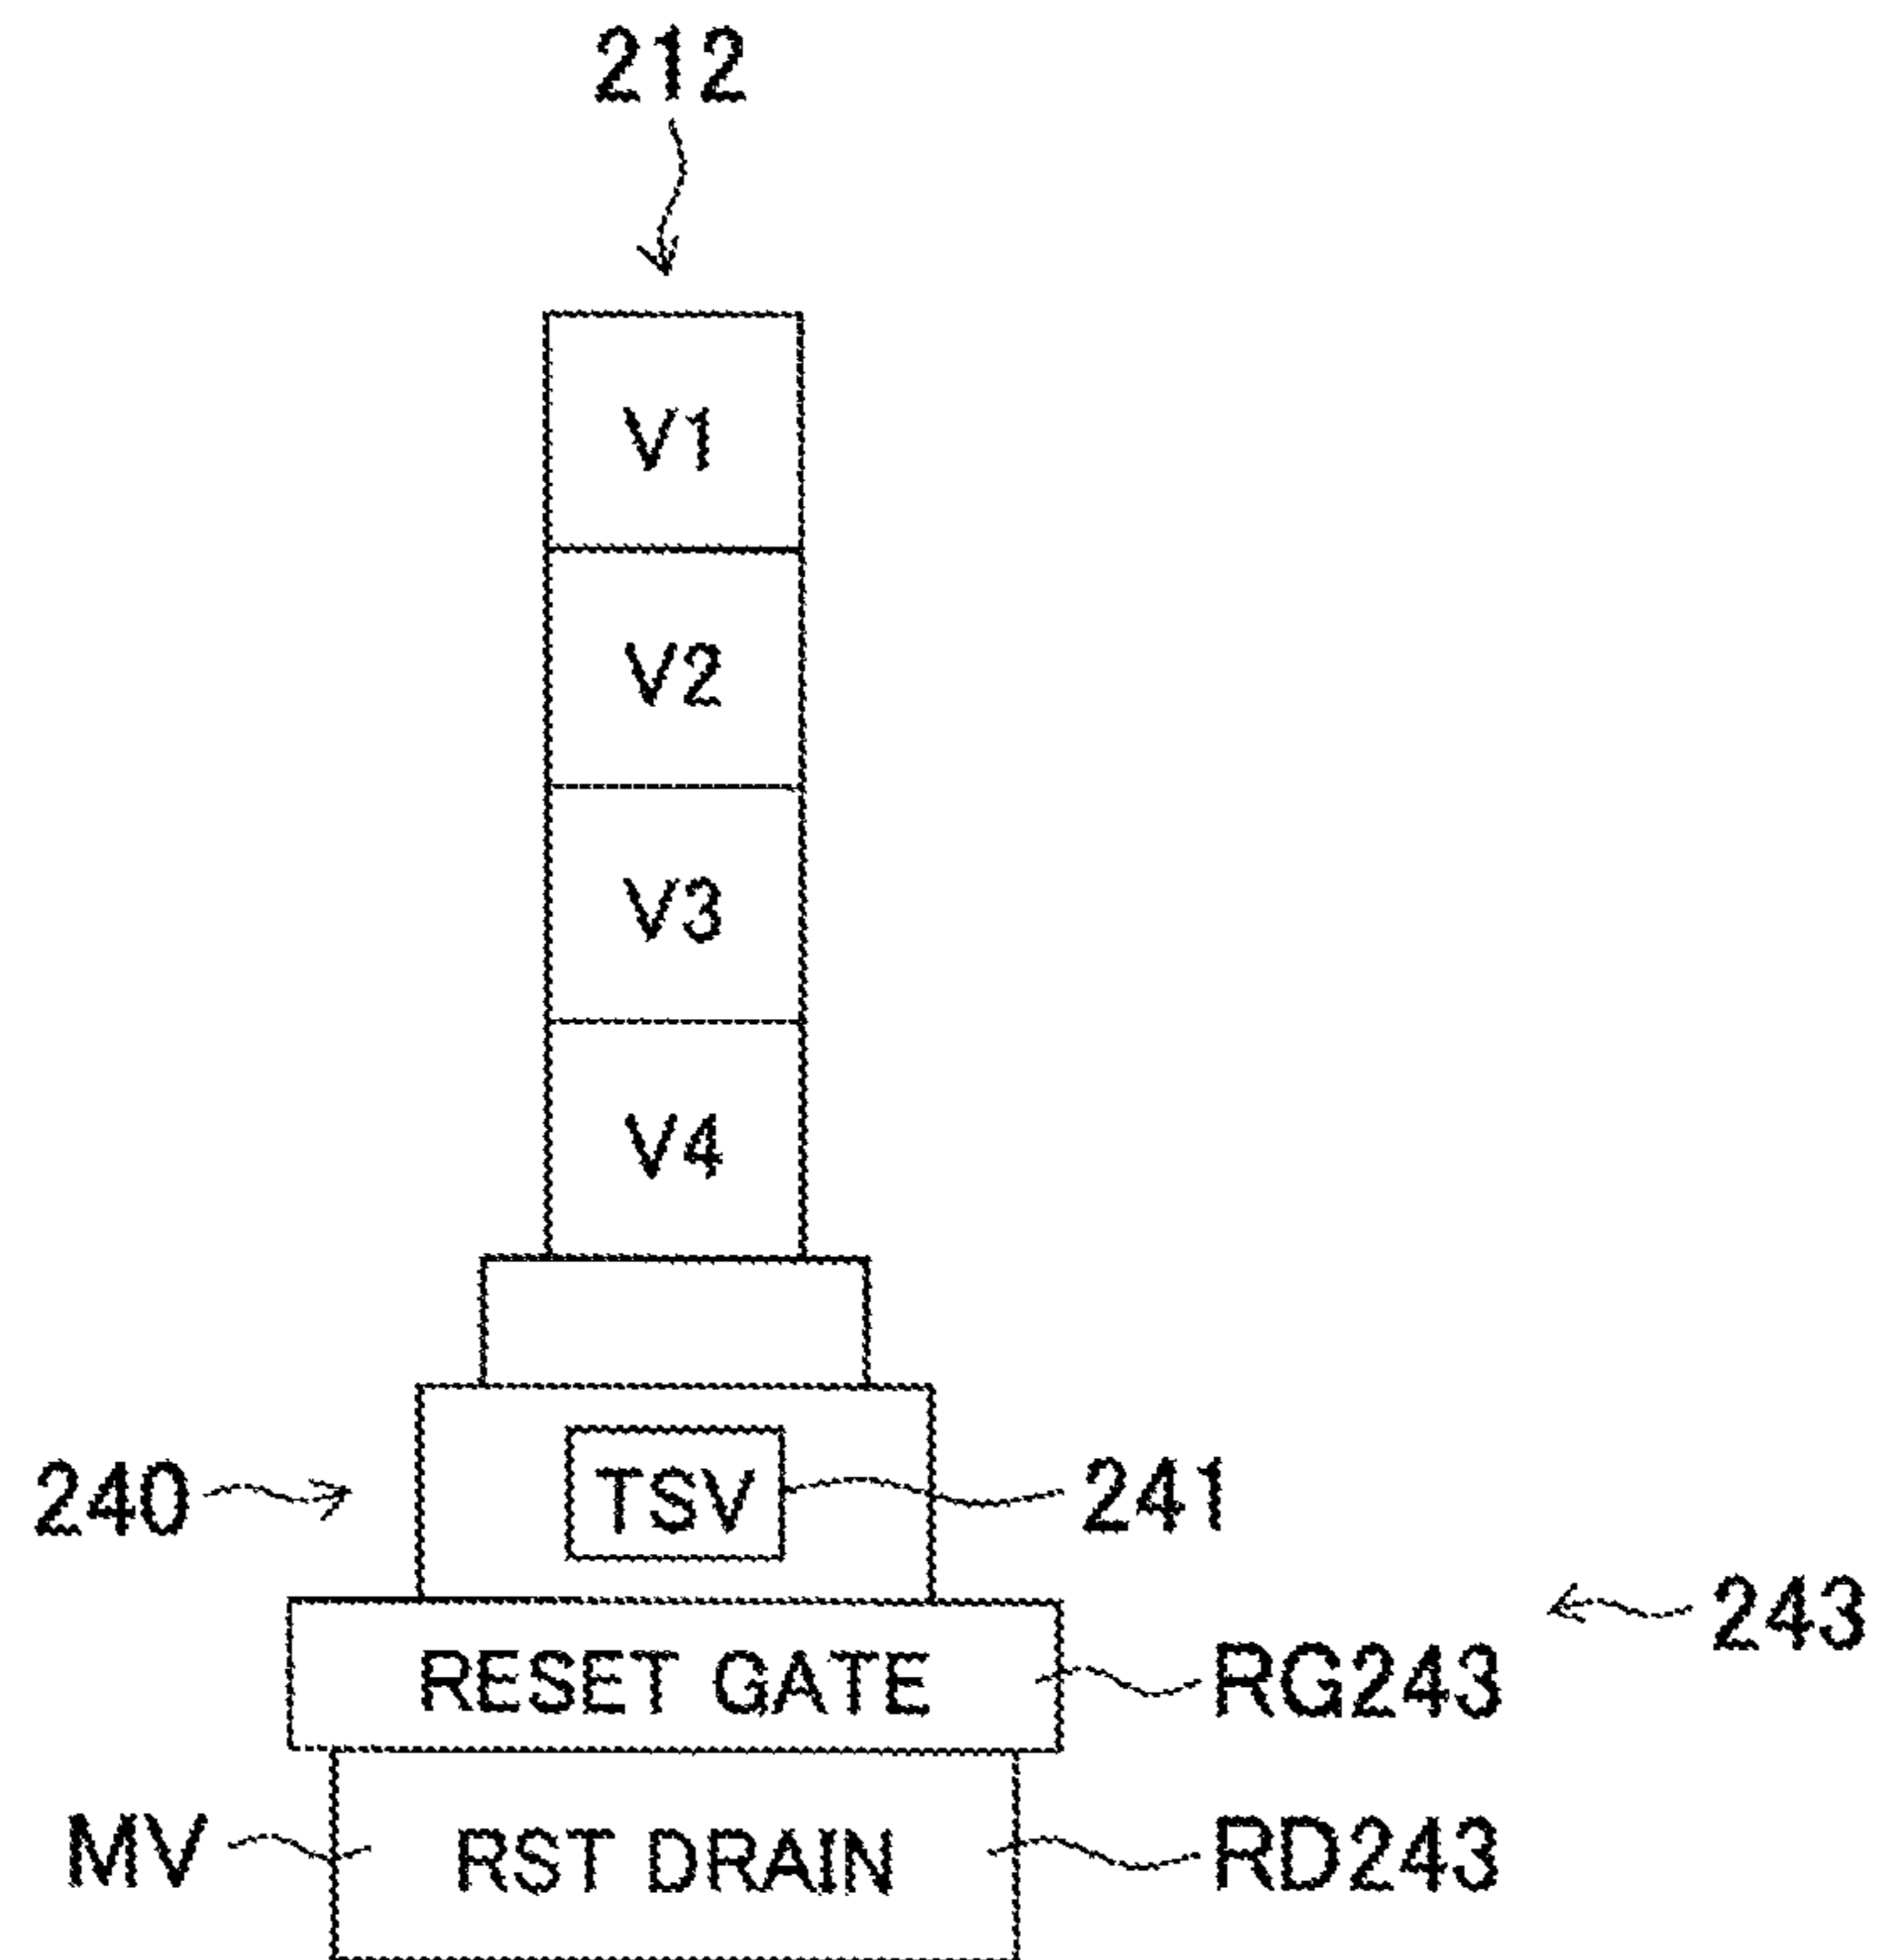 212
V1
V2
V3
V4
240
TSV
241
243
RESET GATE
RG243
MV
RST DRAIN
RD243